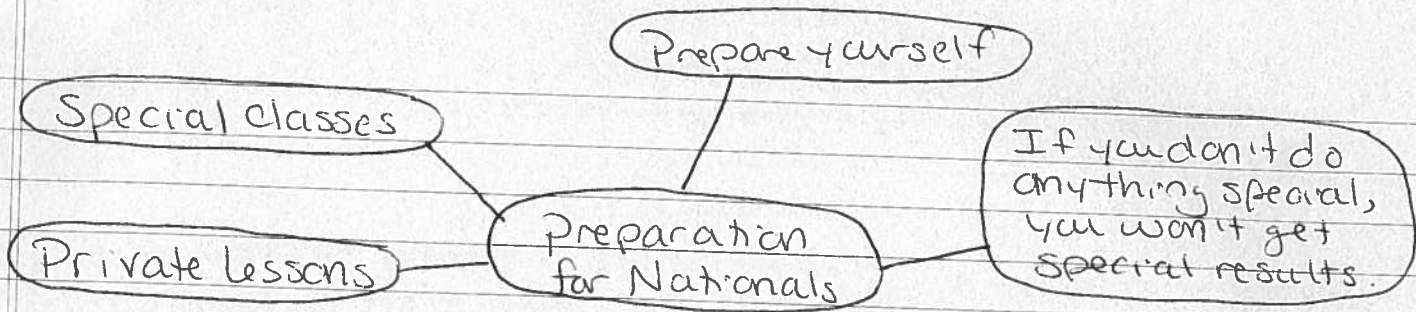 Prepare yourself
Special classes
If you don't do
anything special,
you won't get
special results.
Preparation
for Nationals
Private lessons